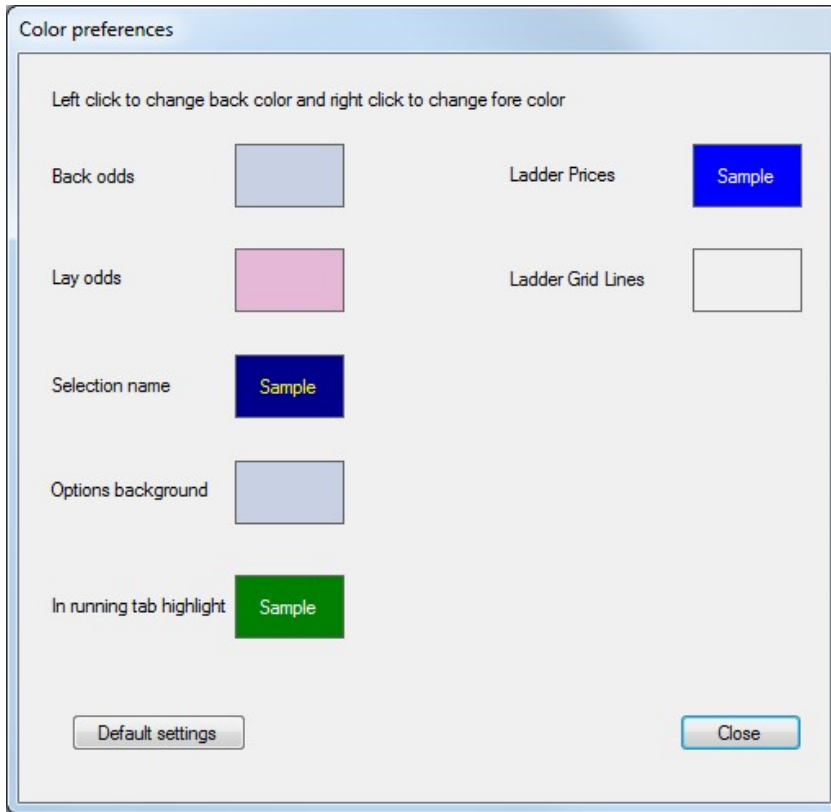 Color preferences
Left click to change back color and right click to change fore color
Back odds
Ladder Prices
Sample
Lay odds
Ladder Grid Lines
Selection name
Sample
Options background
In running tab highlight
Sample
Default settings
Close